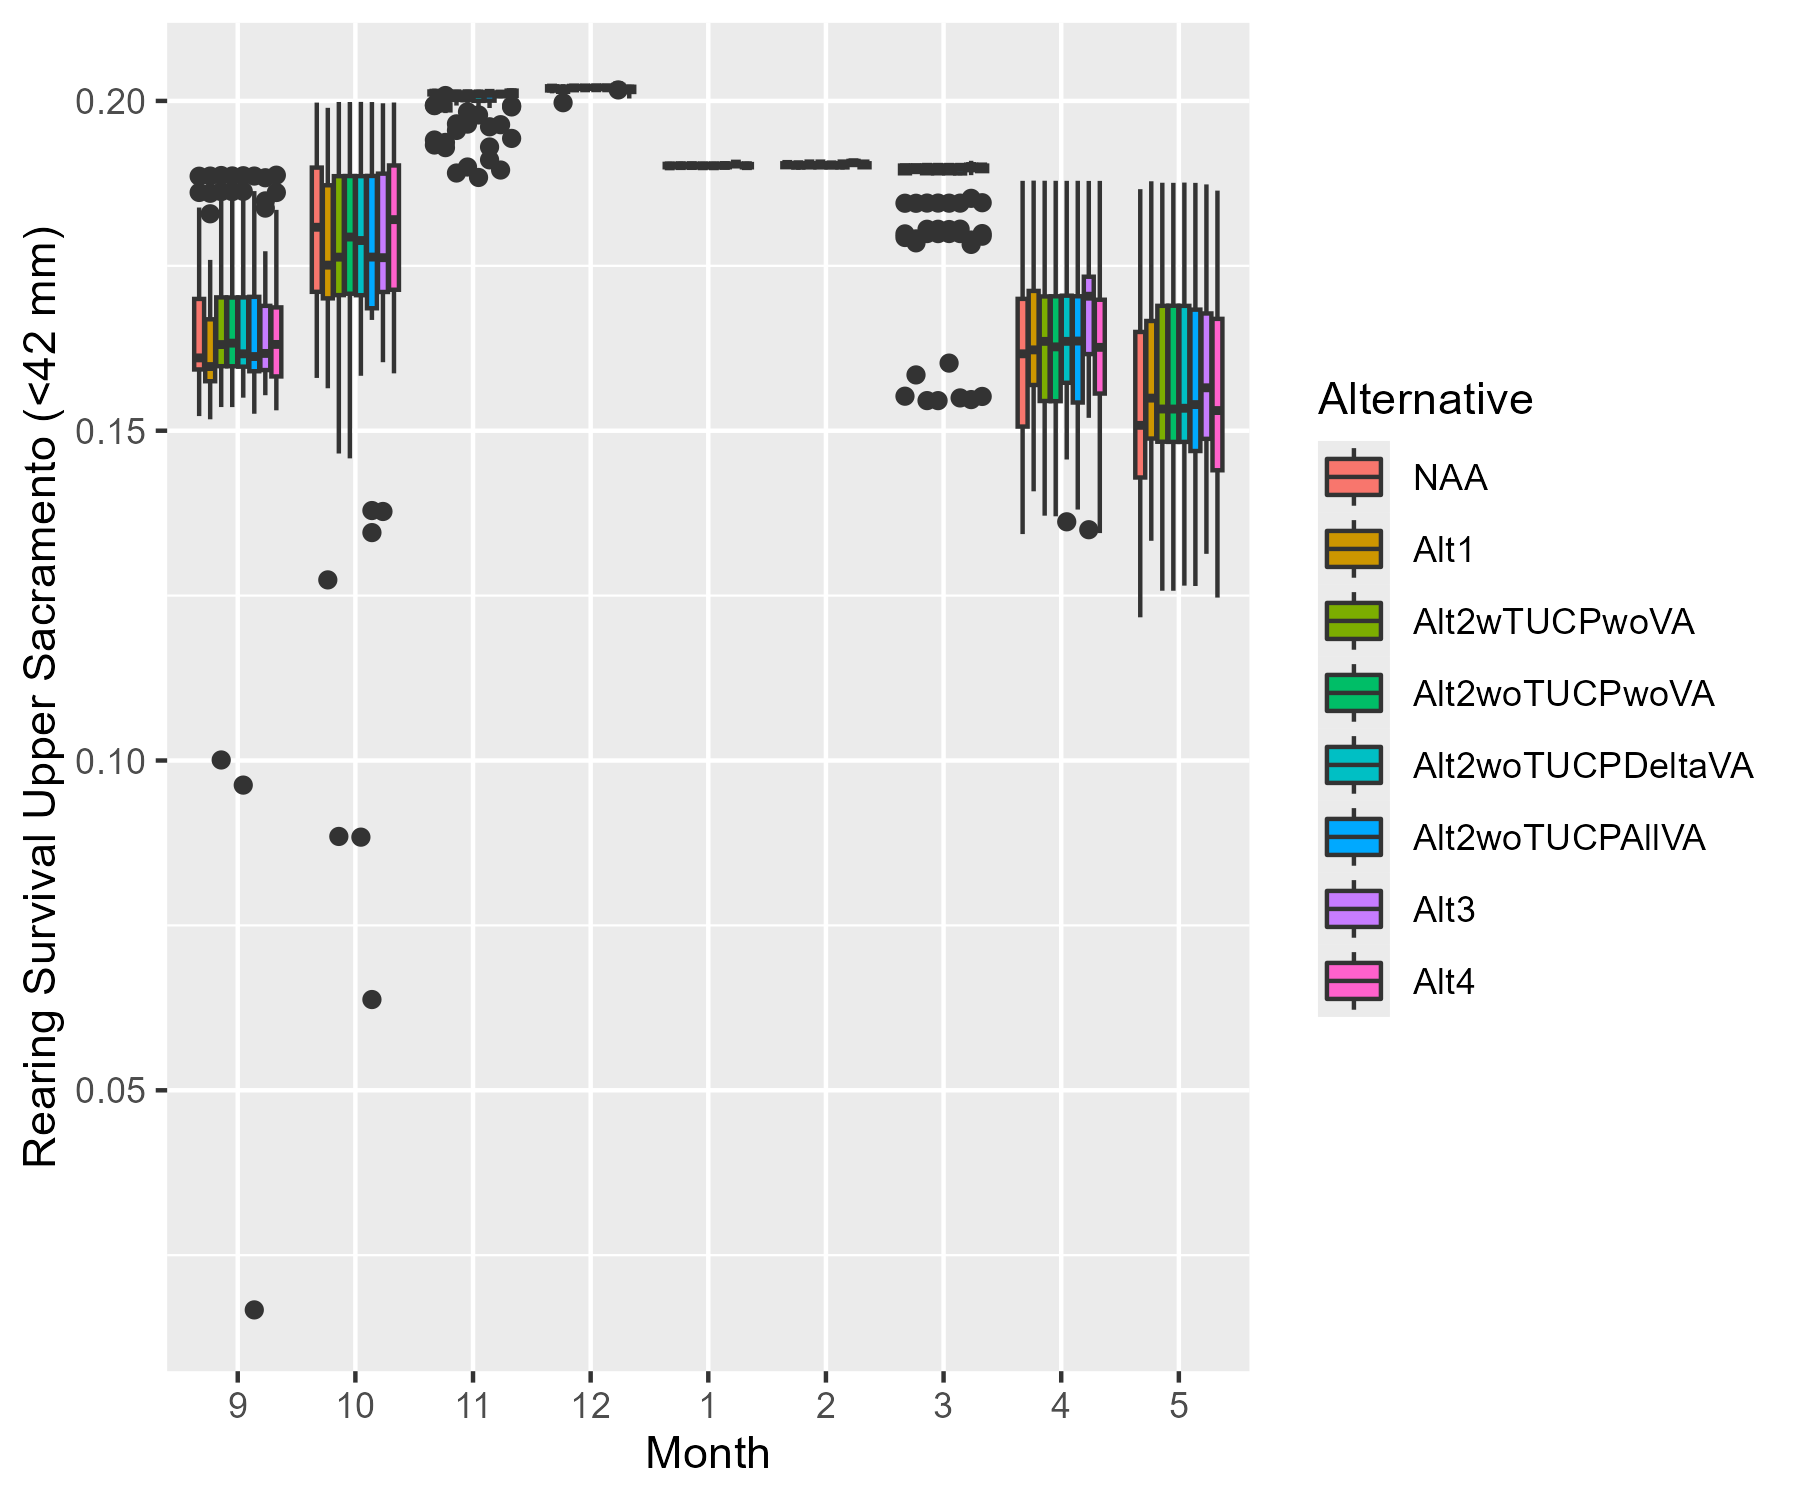 Rearing Survival Upper Sacramento (<42 mm)
0.20
0.15
0.10
0.05
9 10 11 12 1 2 3 4 5
Month
Alternative
NAA
Alt1
Alt2wTUCPwoVA
Alt2woTUCPwoVA
Alt2woTUCPDeltaVA
Alt2woTUCPAllVA
Alt3
Alt4